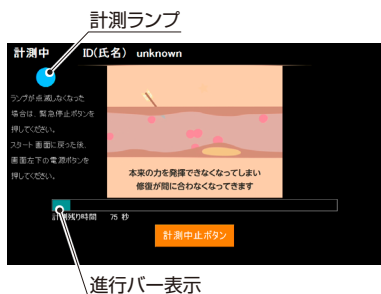 計測ランプ
計測中 ID(氏名) unknown
ランプが点滅しなくなった
場合は、緊急停止ボタンを
押してください。
スタート画面に戻った後、
画面左下の電源ボタンを
押してください。
本来の力を発揮できなくなってしまい
修復が間に合わなくなってきます
計測残り時間 75 秒
計測中止ボタン
進行バー表示